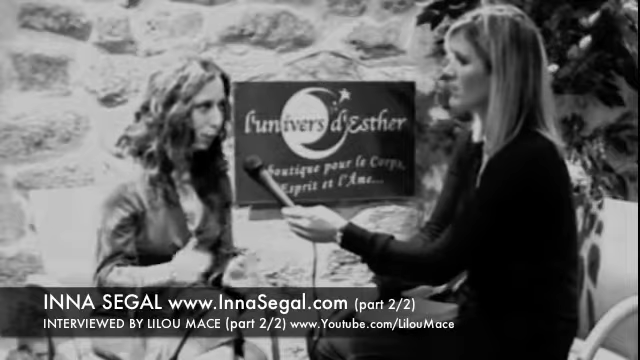 l'univers d'Esther
boutique pour le Corps,
Esprit et l'Âme...
INNA SEGAL www.InnaSegal.com (part 2/2)
INTERVIEWED BY LILOU MACE (part 2/2) www.Youtube.com/LilouMace